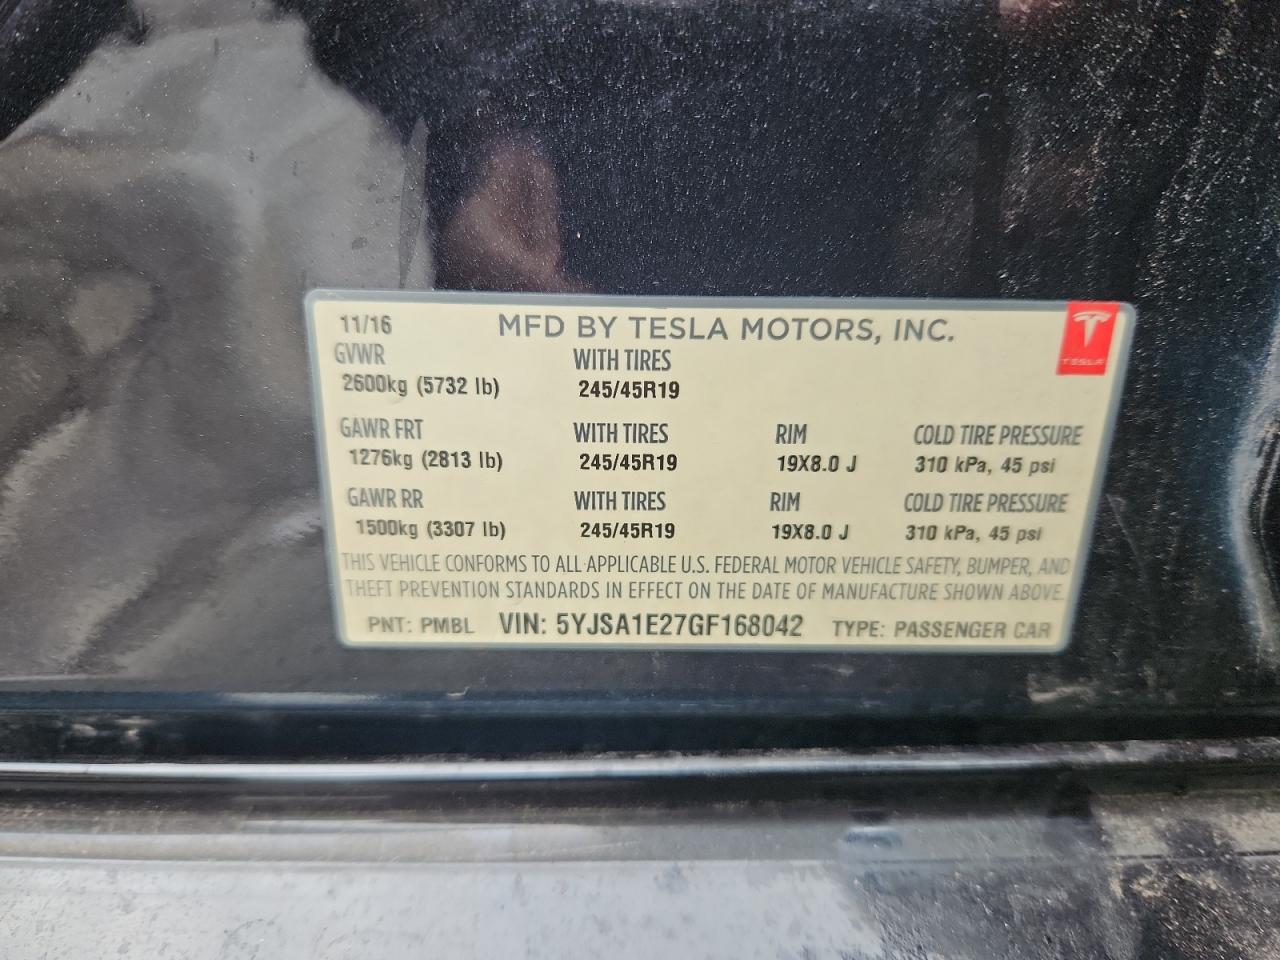 11/16 MFD BY TESLA MOTORS, INC.
TESLA
GVWR WITH TIRES
2600kg (5732 lb) 245/45R19
GAWR FRT WITH TIRES RIM COLD TIRE PRESSURE
1276kg (2813 lb) 245/45R19 19X8.0 J 310 kPa, 45 psi
GAWR RR WITH TIRES RIM COLD TIRE PRESSURE
1500kg (3307 lb) 245/45R19 19X8.0 J 310 kPa, 45 psi
THIS VEHICLE CONFORMS TO ALL APPLICABLE U.S. FEDERAL MOTOR VEHICLE SAFETY, BUMPER, AND
THEFT PREVENTION STANDARDS IN EFFECT ON THE DATE OF MANUFACTURE SHOWN ABOVE.
PNT: PMBL VIN: 5YJSA1E27GF168042 TYPE: PASSENGER CAR